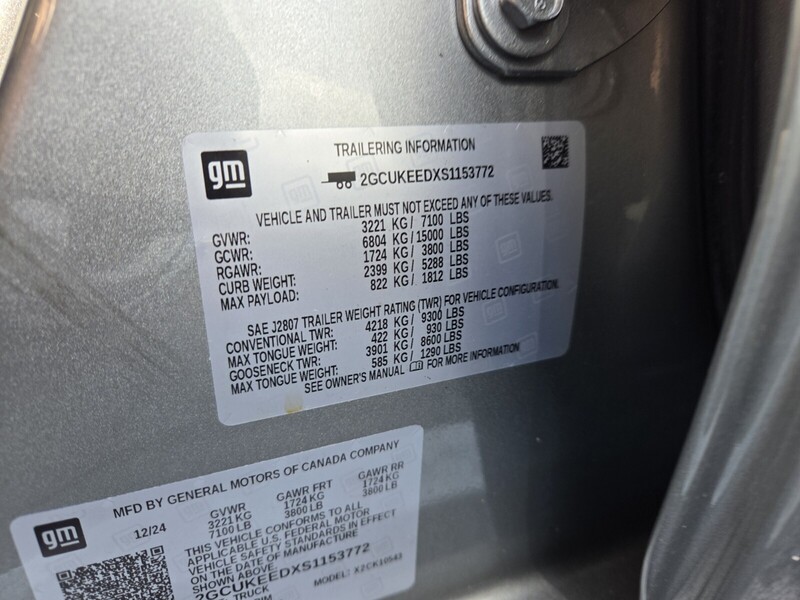 gm
TRAILERING INFORMATION
2GCUKEEDXS1153772
VEHICLE AND TRAILER MUST NOT EXCEED ANY OF THESE VALUES.
GVWR: 3221 KG / 7100 LBS
GCWR: 6804 KG / 15000 LBS
RGAWR: 1724 KG / 3800 LBS
CURB WEIGHT: 2399 KG / 5288 LBS
MAX PAYLOAD: 822 KG / 1812 LBS
SAE J2807 TRAILER WEIGHT RATING (TWR) FOR VEHICLE CONFIGURATION.
CONVENTIONAL TWR: 4218 KG / 9300 LBS
MAX TONGUE WEIGHT: 422 KG / 930 LBS
GOOSENECK TWR: 3901 KG / 8600 LBS
MAX TONGUE WEIGHT: 585 KG / 1290 LBS
SEE OWNER'S MANUAL FOR MORE INFORMATION
gm
MFD BY GENERAL MOTORS OF CANADA COMPANY
12/24 GVWR GAWR FRT GAWR RR
3221 KG 1724 KG 1724 KG
7100 LB 3800 LB 3800 LB
THIS VEHICLE CONFORMS TO ALL
APPLICABLE U.S. FEDERAL MOTOR
VEHICLE SAFETY STANDARDS IN EFFECT
ON THE DATE OF MANUFACTURE
SHOWN ABOVE.
2GCUKEEDXS1153772
TRUCK MODEL: X2CK10543